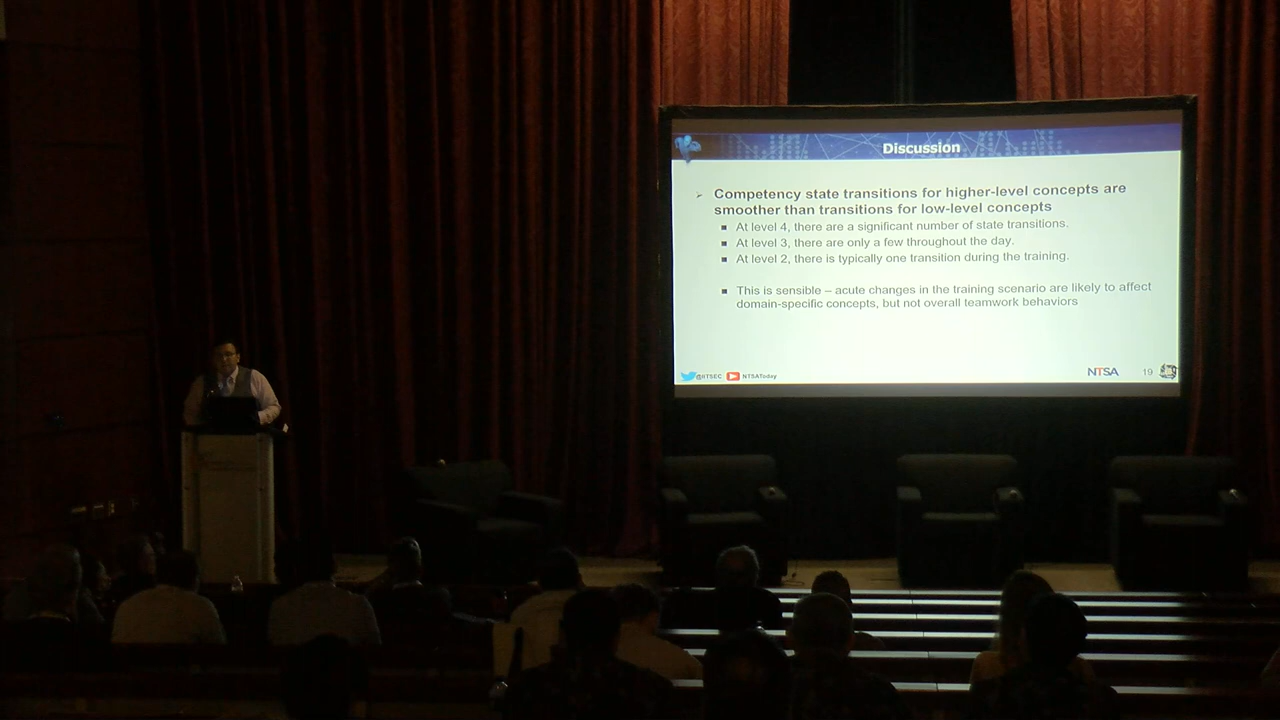 Discussion
Competency state transitions for higher-level concepts are
smoother than transitions for low-level concepts
At level 4, there are a significant number of state transitions.
At level 3, there are only a few throughout the day.
At level 2, there is typically one transition during the training.
This is sensible – acute changes in the training scenario are likely to affect
domain-specific concepts, but not overall teamwork behaviors
@IITSEC NTSAToday NTSA 19